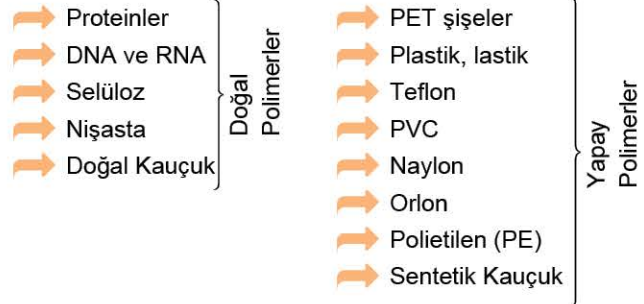 Proteinler
DNA ve RNA
Selüloz
Nişasta
Doğal Kauçuk
Doğal
Polimerler
PET şişeler
Plastik, lastik
Teflon
PVC
Naylon
Orlon
Polietilen (PE)
Sentetik Kauçuk
Yapay
Polimerler